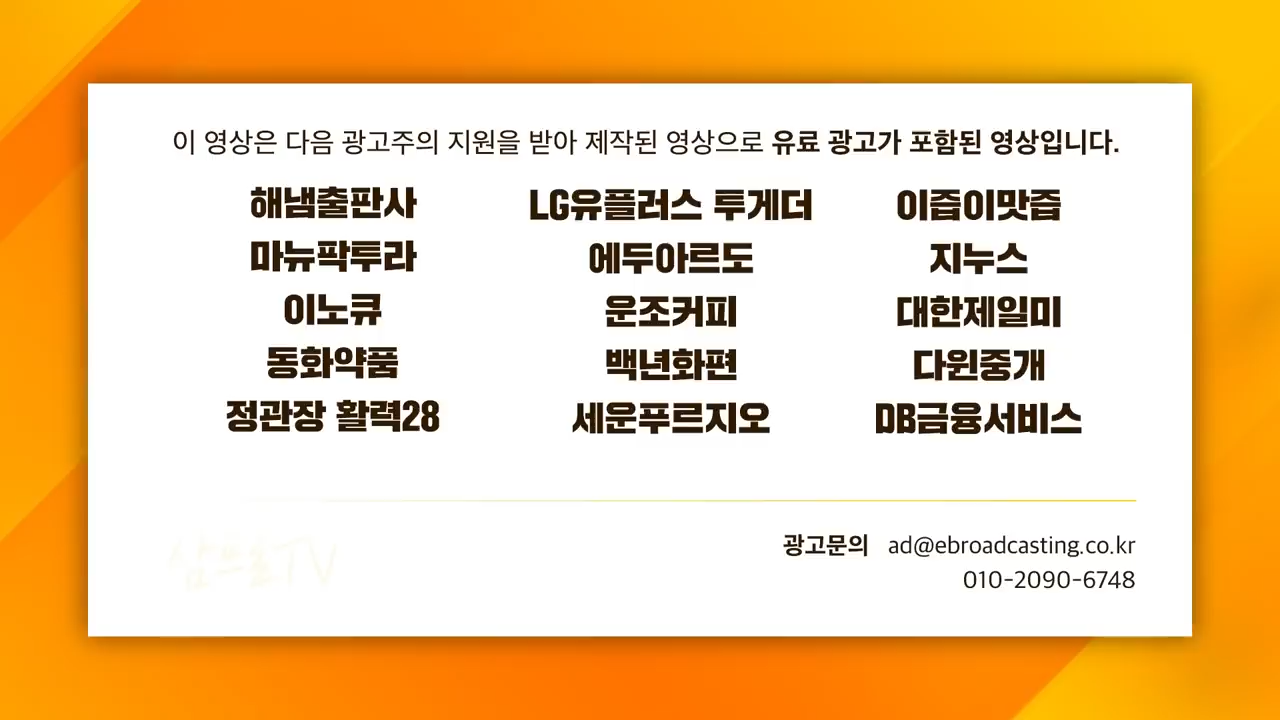 이 영상은 다음 광고주의 지원을 받아 제작된 영상으로 유료 광고가 포함된 영상입니다.
해냄출판사 LG유플러스 투게더 이즙이맛즙
마뉴팍투라 에두아르도 지누스
이노큐 운조커피 대한제일미
동화약품 백년화편 다윈중개
정관장 활력28 세운푸르지오 DB금융서비스
삼프로TV
광고문의 ad@ebroadcasting.co.kr
010-2090-6748